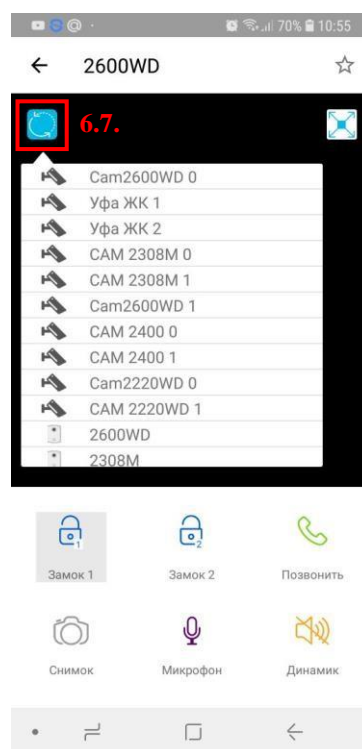 70% 10:55
2600WD
6.7.
Cam2600WD 0
Уфа ЖК 1
Уфа ЖК 2
CAM 2308M 0
CAM 2308M 1
Cam2600WD 1
CAM 2400 0
CAM 2400 1
Cam2220WD 0
CAM 2220WD 1
2600WD
2308M
1
2
Замок 1
Замок 2
Позвонить
Снимок
Микрофон
Динамик